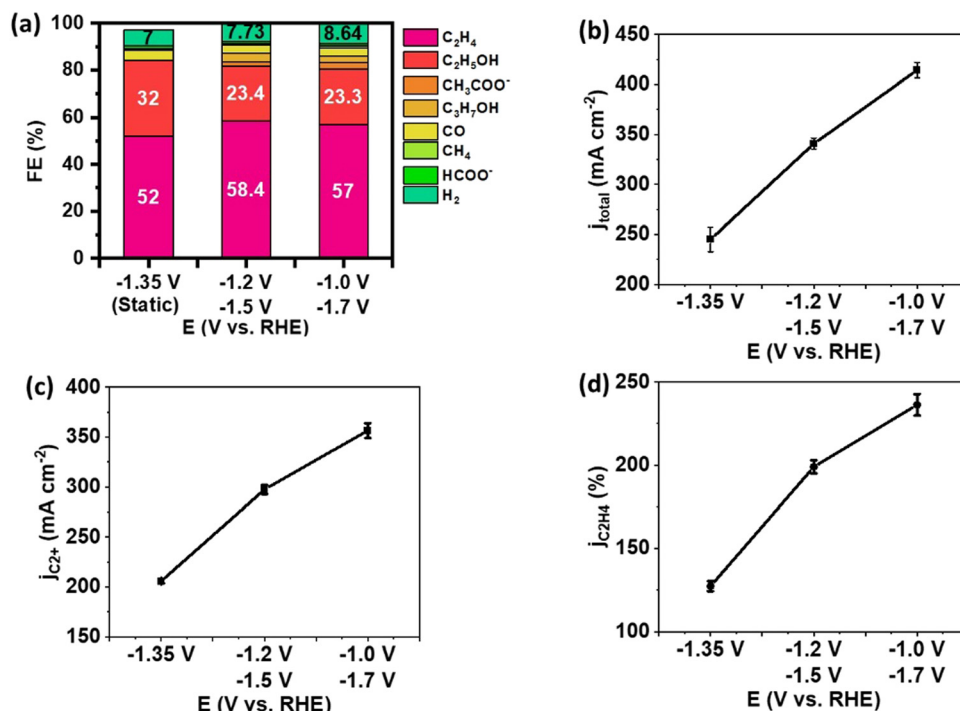 (a)
FE (%)
100
80
60
40
20
0
7
7.73
8.64
32
23.4
23.3
52
58.4
57
-1.35 V
(Static)
-1.2 V
-1.5 V
-1.0 V
-1.7 V
E (V vs. RHE)
C₂H₄
C₂H₅OH
CH₃COO⁻
C₃H₇OH
CO
CH₄
HCOO⁻
H₂
(b)
j_total (mA cm⁻²)
450
400
350
300
250
200
-1.35 V
-1.2 V
-1.5 V
-1.0 V
-1.7 V
E (V vs. RHE)
(c)
j_C2+ (mA cm⁻²)
400
350
300
250
200
150
-1.35 V
-1.2 V
-1.5 V
-1.0 V
-1.7 V
E (V vs. RHE)
(d)
j_C2H4 (%)
250
200
150
100
-1.35 V
-1.2 V
-1.5 V
-1.0 V
-1.7 V
E (V vs. RHE)